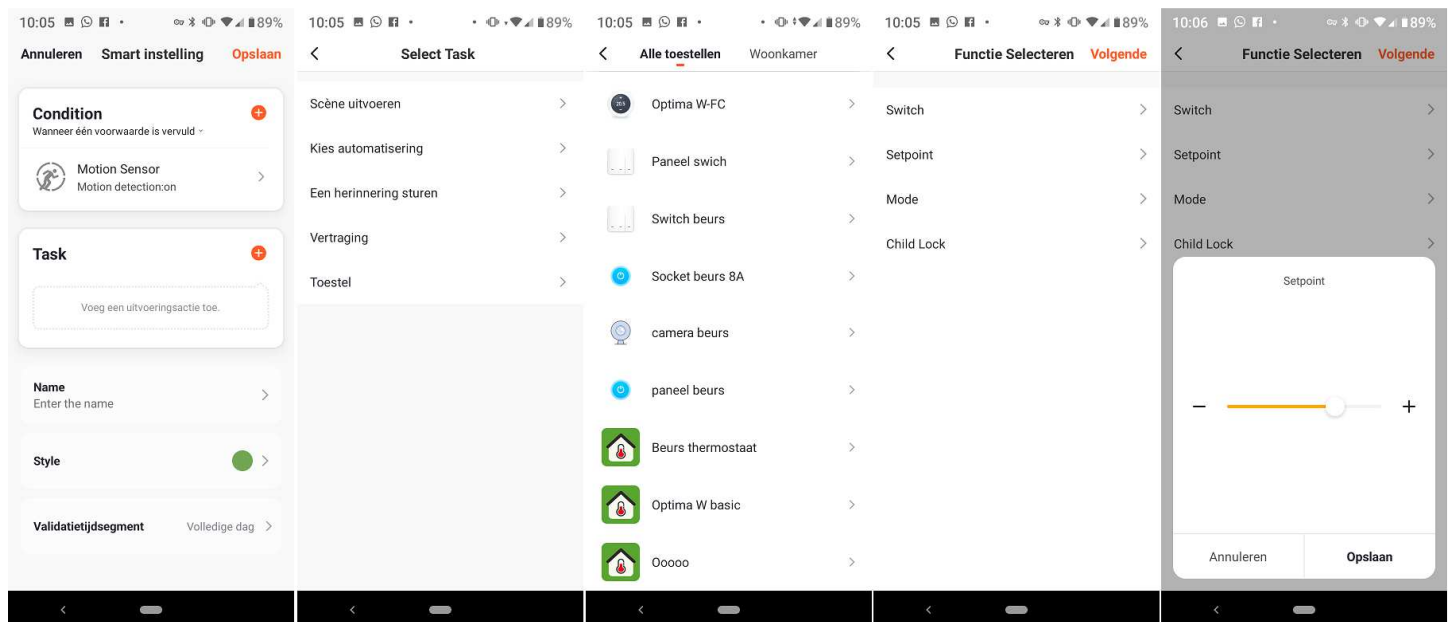 10:05 89%
Annuleren Smart instelling Opslaan
Condition
Wanneer één voorwaarde is vervuld
Motion Sensor
Motion detection:on
Task
Voeg een uitvoeringsactie toe.
Name
Enter the name
Style
Validatietijdsegment Volledige dag
10:05 89%
Select Task
Scène uitvoeren
Kies automatisering
Een herinnering sturen
Vertraging
Toestel
10:05 89%
Alle toestellen Woonkamer
Optima W-FC
Paneel swich
Switch beurs
Socket beurs 8A
camera beurs
paneel beurs
Beurs thermostaat
Optima W basic
Ooooo
10:05 89%
Functie Selecteren Volgende
Switch
Setpoint
Mode
Child Lock
10:06 89%
Functie Selecteren Volgende
Switch
Setpoint
Mode
Child Lock
Setpoint
− +
Annuleren Opslaan